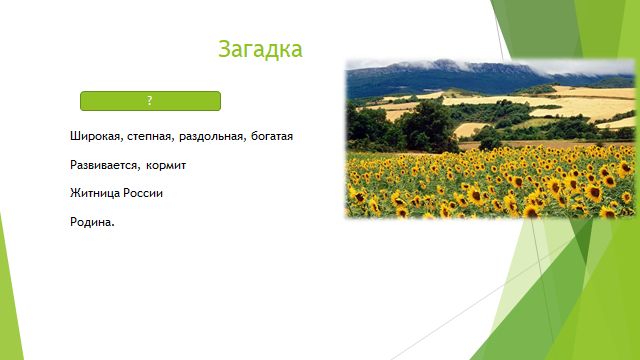 Загадка
?
Широкая, степная, раздольная, богатая
Развивается, кормит
Житница России
Родина.